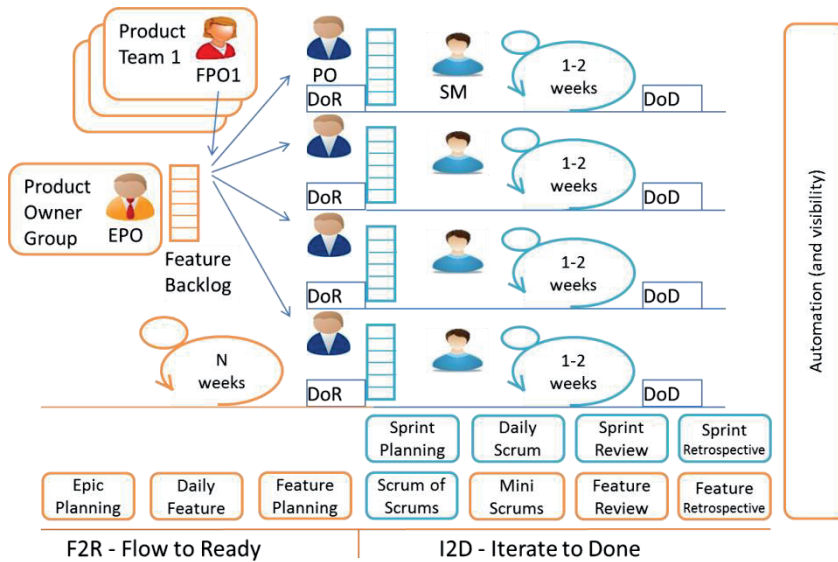 Product
Team 1
FPO1
PO
DoR
SM
1-2
weeks
DoD
Product
Owner
Group
EPO
Feature
Backlog
DoR
1-2
weeks
DoD
DoR
1-2
weeks
DoD
N
weeks
DoR
1-2
weeks
DoD
Sprint
Planning
Daily
Scrum
Sprint
Review
Sprint
Retrospective
Epic
Planning
Daily
Feature
Feature
Planning
Scrum of
Scrums
Mini
Scrums
Feature
Review
Feature
Retrospective
F2R - Flow to Ready
I2D - Iterate to Done
Automation (and visibility)